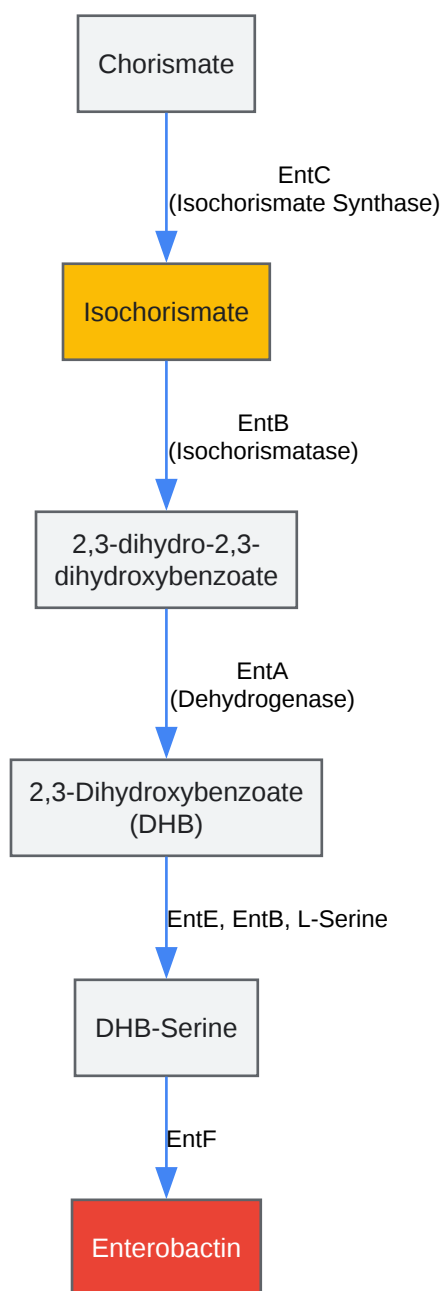 Chorismate
EntC
(Isochorismate Synthase)
Isochorismate
EntB
(Isochorismatase)
2,3-dihydro-2,3-
dihydroxybenzoate
EntA
(Dehydrogenase)
2,3-Dihydroxybenzoate
(DHB)
EntE, EntB, L-Serine
DHB-Serine
EntF
Enterobactin